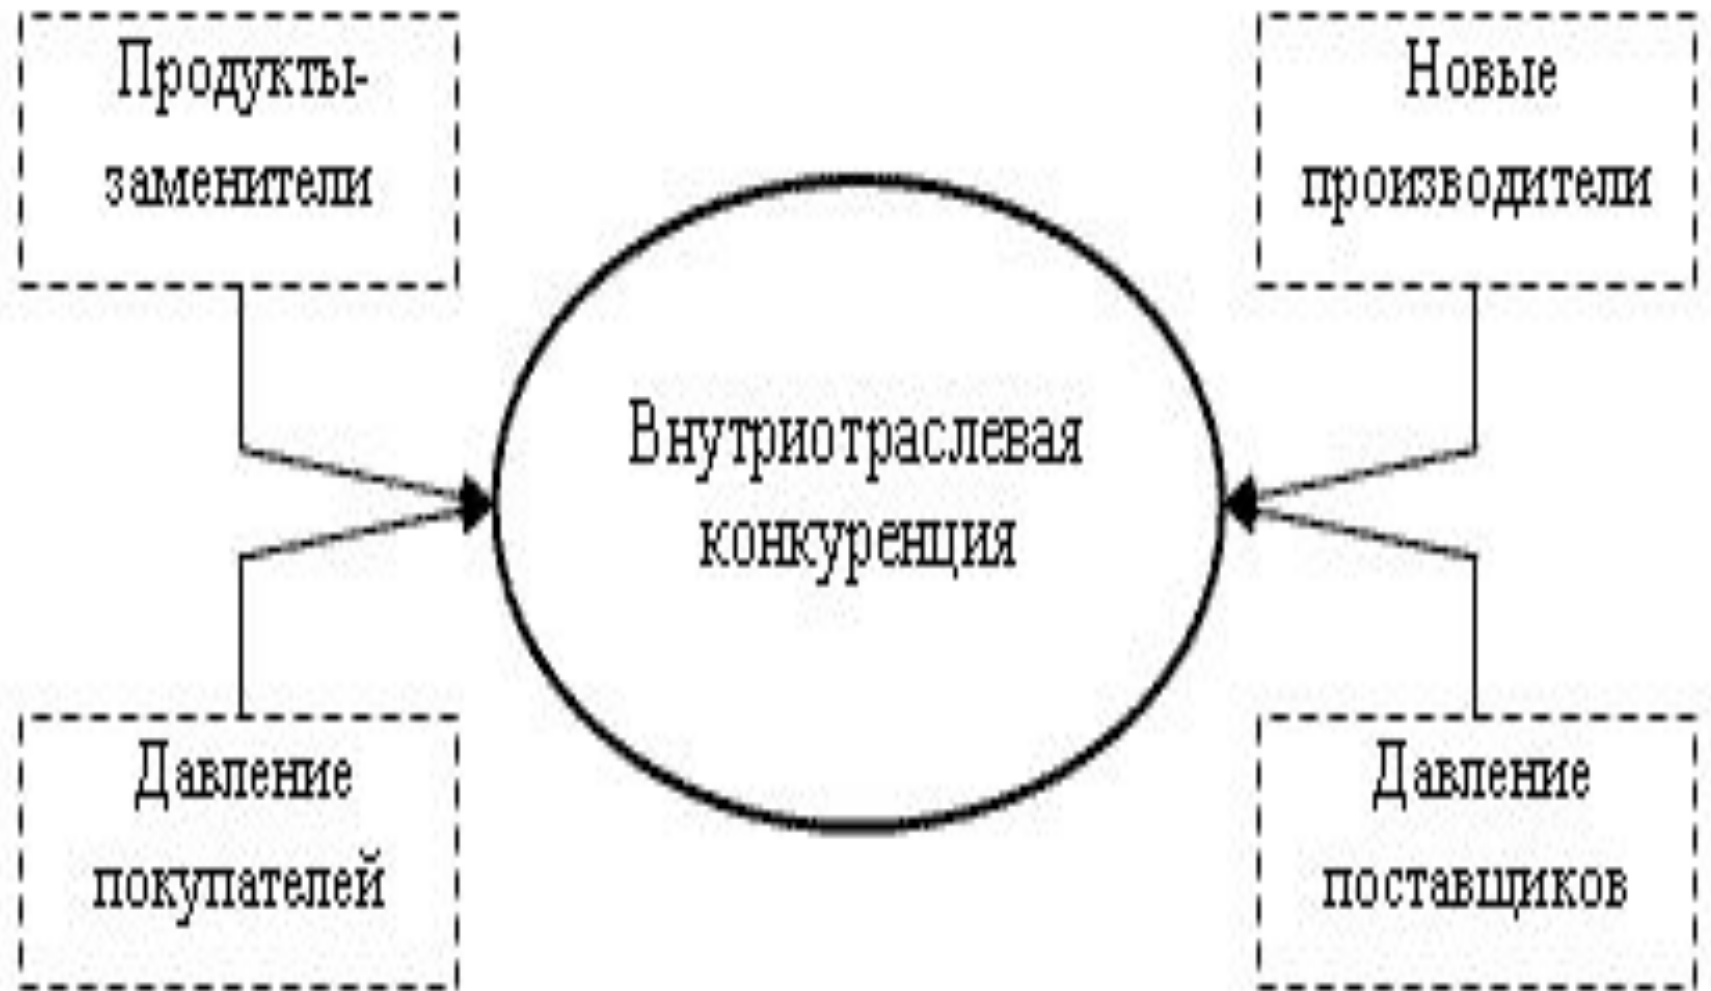 Продукты-
заменители
Новые
производители
Внутриотраслевая
конкуренция
Давление
покупателей
Давление
поставщиков